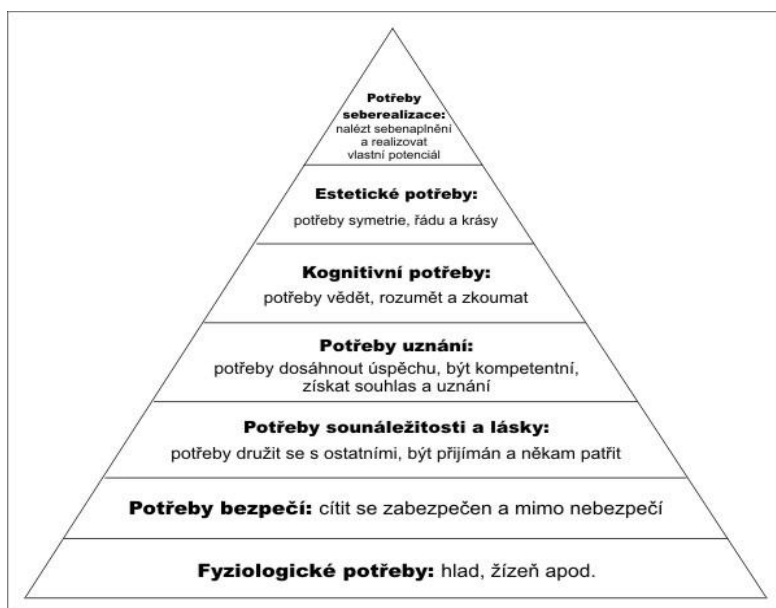 Potřeby
seberealizace:
nalézt sebenaplnění
a realizovat
vlastní potenciál
Estetické potřeby:
potřeby symetrie, řádu a krásy
Kognitivní potřeby:
potřeby vědět, rozumět a zkoumat
Potřeby uznání:
potřeby dosáhnout úspěchu, být kompetentní,
získat souhlas a uznání
Potřeby sounáležitosti a lásky:
potřeby družit se s ostatními, být přijímán a někam patřit
Potřeby bezpečí: cítit se zabezpečen a mimo nebezpečí
Fyziologické potřeby: hlad, žízeň apod.